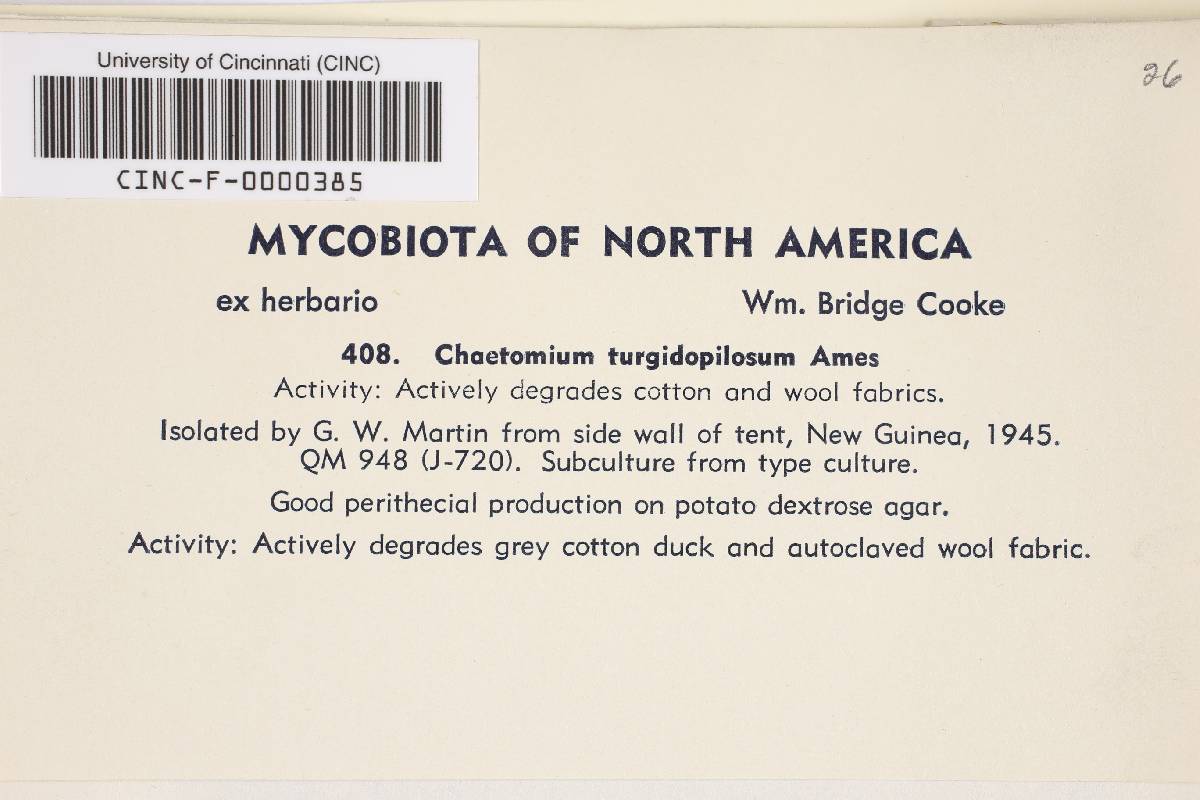 University of Cincinnati (CINC)
CINC-F-0000385
26
MYCOBIOTA OF NORTH AMERICA
ex herbario Wm. Bridge Cooke
408. Chaetomium turgidopilosum Ames
Activity: Actively degrades cotton and wool fabrics.
Isolated by G. W. Martin from side wall of tent, New Guinea, 1945.
QM 948 (J-720). Subculture from type culture.
Good perithecial production on potato dextrose agar.
Activity: Actively degrades grey cotton duck and autoclaved wool fabric.